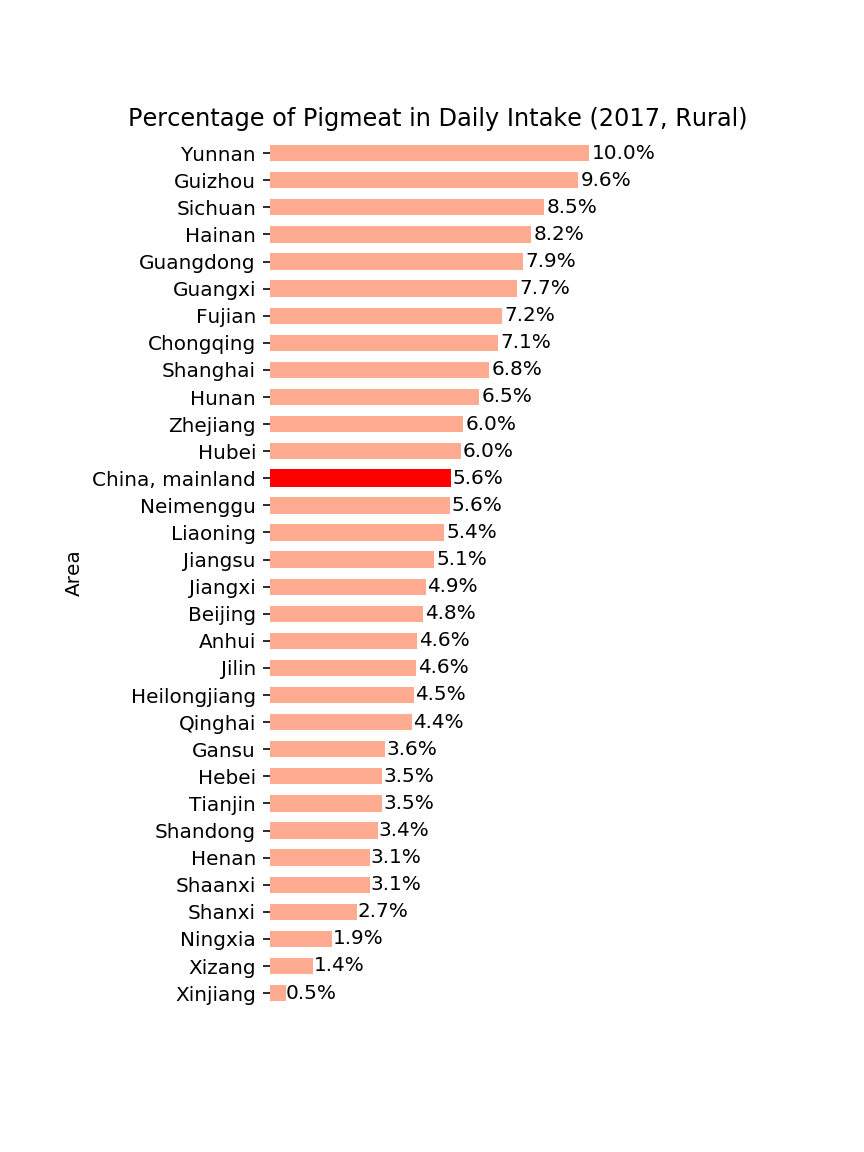 Percentage of Pigmeat in Daily Intake (2017, Rural)
Yunnan 10.0%
Guizhou 9.6%
Sichuan 8.5%
Hainan 8.2%
Guangdong 7.9%
Guangxi 7.7%
Fujian 7.2%
Chongqing 7.1%
Shanghai 6.8%
Hunan 6.5%
Zhejiang 6.0%
Hubei 6.0%
China, mainland 5.6%
Neimenggu 5.6%
Liaoning 5.4%
Jiangsu 5.1%
Area
Jiangxi 4.9%
Beijing 4.8%
Anhui 4.6%
Jilin 4.6%
Heilongjiang 4.5%
Qinghai 4.4%
Gansu 3.6%
Hebei 3.5%
Tianjin 3.5%
Shandong 3.4%
Henan 3.1%
Shaanxi 3.1%
Shanxi 2.7%
Ningxia 1.9%
Xizang 1.4%
Xinjiang 0.5%